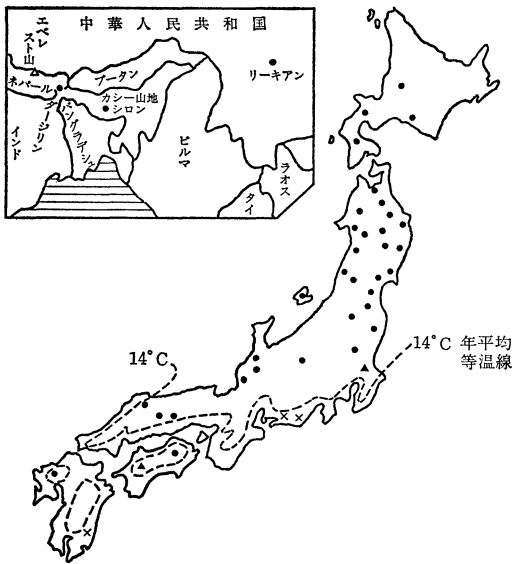 中華人民共和国
エベレスト山
ネパール
ブータン
リーキアン
カシー山地
シロン
ダージリン
バングラデシュ
インド
ビルマ
ラオス
タイ
14°C
14°C 年平均
等温線